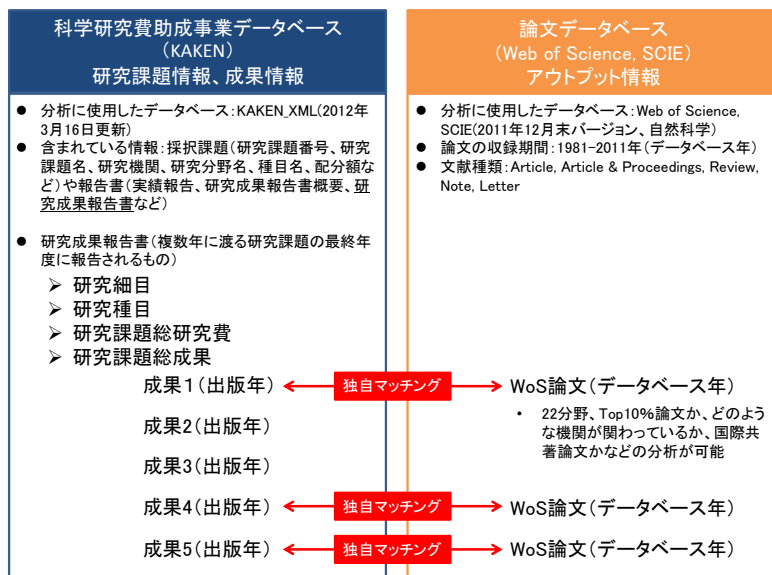 科学研究費助成事業データベース
（KAKEN）
研究課題情報、成果情報
● 分析に使用したデータベース：KAKEN_XML(2012年
3月16日更新)
● 含まれている情報：採択課題（研究課題番号、研究
課題名、研究機関、研究分野名、種目名、配分額な
ど）や報告書（実績報告、研究成果報告書概要、研
究成果報告書など）
● 研究成果報告書（複数年に渡る研究課題の最終年
度に報告されるもの）
➢ 研究細目
➢ 研究種目
➢ 研究課題総研究費
➢ 研究課題総成果
論文データベース
（Web of Science, SCIE）
アウトプット情報
● 分析に使用したデータベース：Web of Science,
SCIE(2011年12月末バージョン、自然科学)
● 論文の収録期間：1981-2011年（データベース年）
● 文献種類：Article, Article & Proceedings, Review,
Note, Letter
成果1（出版年） 独自マッチング WoS論文（データベース年）
• 22分野、Top10%論文か、どのよう
な機関が関わっているか、国際共
著論文かなどの分析が可能
成果2（出版年）
成果3（出版年）
成果4（出版年） 独自マッチング WoS論文（データベース年）
成果5（出版年） 独自マッチング WoS論文（データベース年）